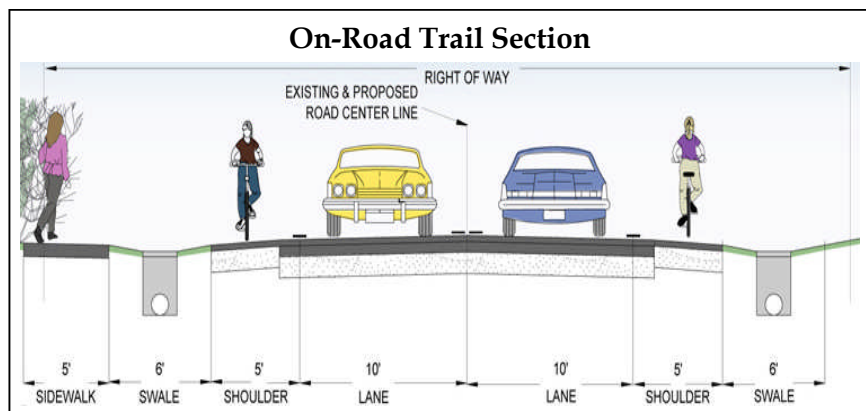 On-Road Trail Section
RIGHT OF WAY
EXISTING & PROPOSED
ROAD CENTER LINE
5' 6' 5' 10' 10' 5' 6'
SIDEWALK SWALE SHOULDER LANE LANE SHOULDER SWALE